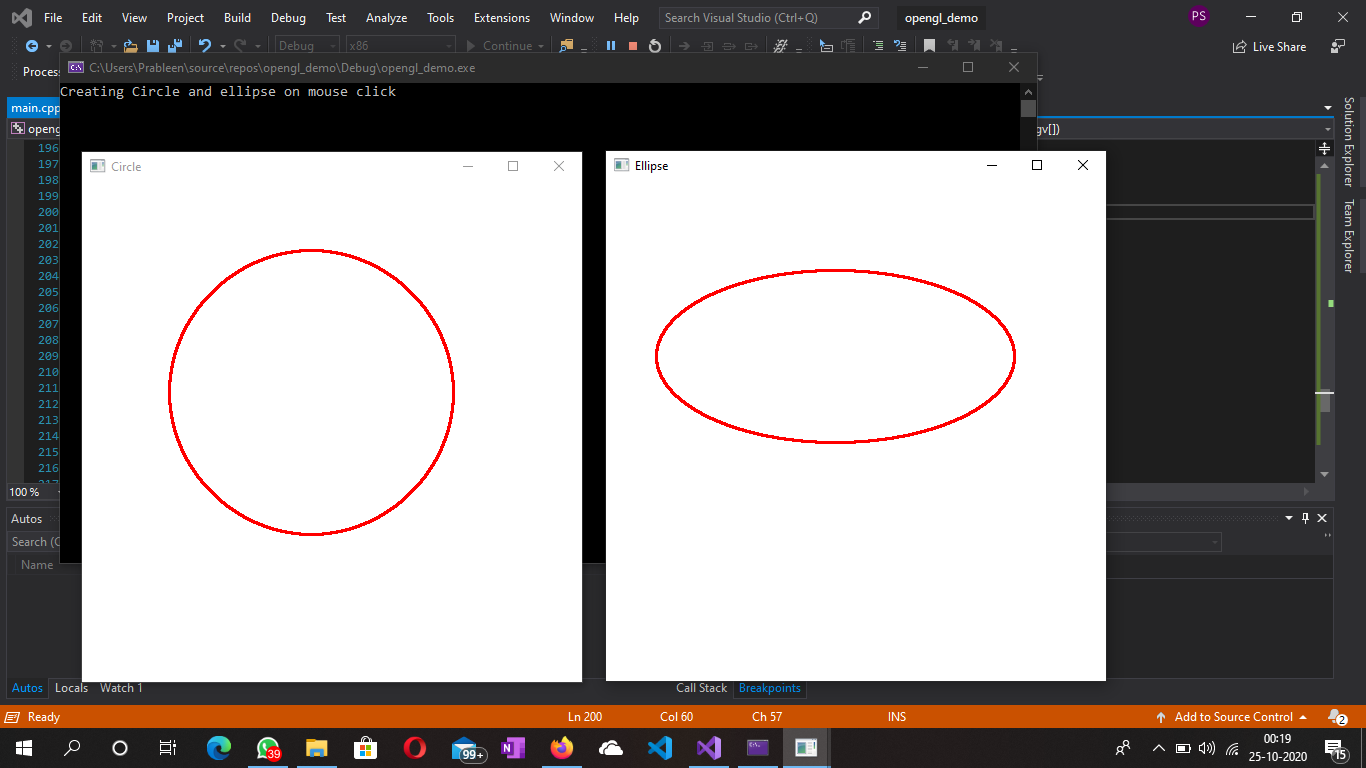 File Edit View Project Build Debug Test Analyze Tools Extensions Window Help Search Visual Studio (Ctrl+Q) opengl_demo PS
Debug x86 Continue Live Share
Process
C:\Users\Prableen\source\repos\opengl_demo\Debug\opengl_demo.exe
Creating Circle and ellipse on mouse click
main.cpp
openg
gv[])
Circle
Ellipse
196
197
198
199
200
201
202
203
204
205
206
207
208
209
210
211
212
213
214
215
216
217
100 %
Solution Explorer
Team Explorer
Autos
Search (C
Name
Autos Locals Watch 1
Call Stack Breakpoints
Ready Ln 200 Col 60 Ch 57 INS Add to Source Control 2
39 99+ N
00:19
25-10-2020
15